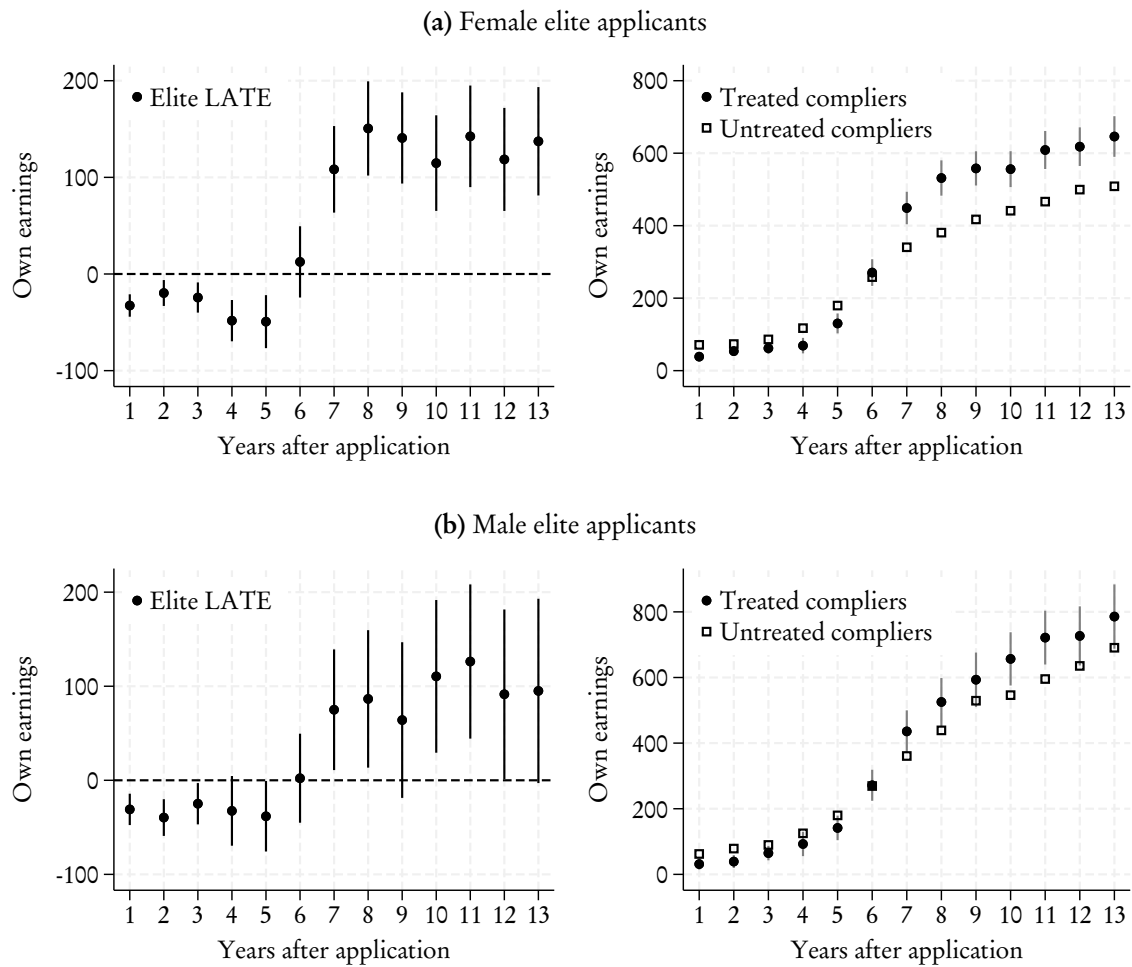 (a) Female elite applicants
Elite LATE
Own earnings
200
100
0
-100
1 2 3 4 5 6 7 8 9 10 11 12 13
Years after application
Treated compliers
Untreated compliers
Own earnings
800
600
400
200
0
1 2 3 4 5 6 7 8 9 10 11 12 13
Years after application
(b) Male elite applicants
Elite LATE
Own earnings
200
100
0
-100
1 2 3 4 5 6 7 8 9 10 11 12 13
Years after application
Treated compliers
Untreated compliers
Own earnings
800
600
400
200
0
1 2 3 4 5 6 7 8 9 10 11 12 13
Years after application